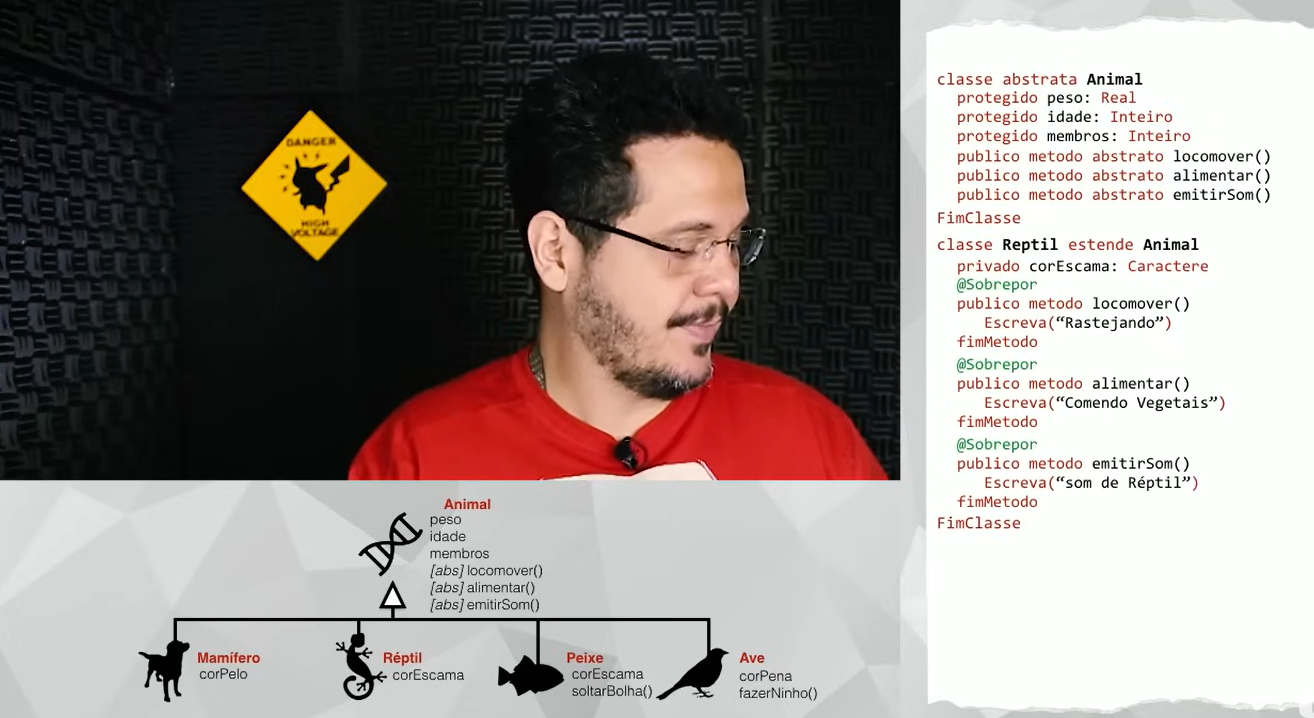 DANGER
HIGH
VOLTAGE
classe abstrata Animal
protegido peso: Real
protegido idade: Inteiro
protegido membros: Inteiro
publico metodo abstrato locomover()
publico metodo abstrato alimentar()
publico metodo abstrato emitirSom()
FimClasse
classe Reptil estende Animal
privado corEscama: Caractere
@Sobrepor
publico metodo locomover()
Escreva(“Rastejando”)
fimMetodo
@Sobrepor
publico metodo alimentar()
Escreva(“Comendo Vegetais”)
fimMetodo
@Sobrepor
publico metodo emitirSom()
Escreva(“som de Réptil”)
fimMetodo
FimClasse
Animal
peso
idade
membros
[abs] locomover()
[abs] alimentar()
[abs] emitirSom()
Mamífero
corPelo
Réptil
corEscama
Peixe
corEscama
soltarBolha()
Ave
corPena
fazerNinho()